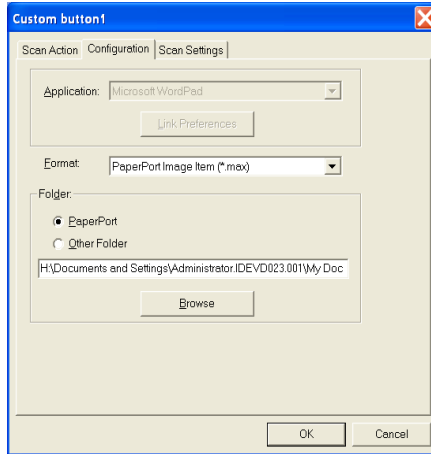 Custom button1
Scan Action Configuration Scan Settings
Application: Microsoft WordPad
Link Preferences
Format: PaperPort Image Item (*.max)
Folder:
PaperPort
Other Folder
H:\Documents and Settings\Administrator.IDEVD023.001\My Doc
Browse
OK Cancel